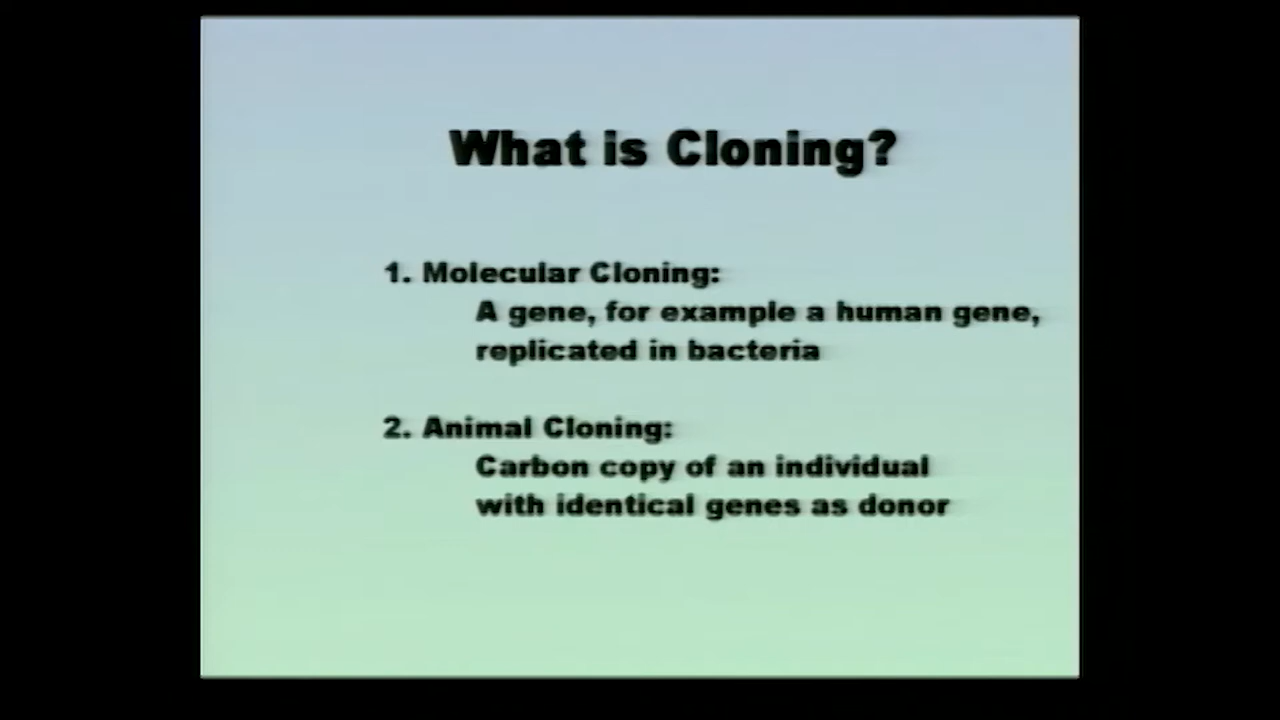 What is Cloning?
1. Molecular Cloning:
A gene, for example a human gene,
replicated in bacteria
2. Animal Cloning:
Carbon copy of an individual
with identical genes as donor